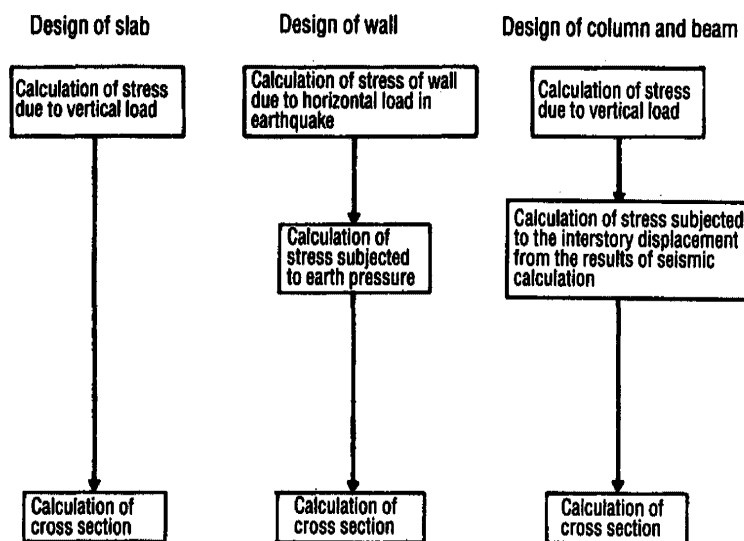 Design of slab
Calculation of stress
due to vertical load
Calculation of
cross section
Design of wall
Calculation of stress of wall
due to horizontal load in
earthquake
Calculation of
stress subjected
to earth pressure
Calculation of
cross section
Design of column and beam
Calculation of stress
due to vertical load
Calculation of stress subjected
to the interstory displacement
from the results of seismic
calculation
Calculation of
cross section